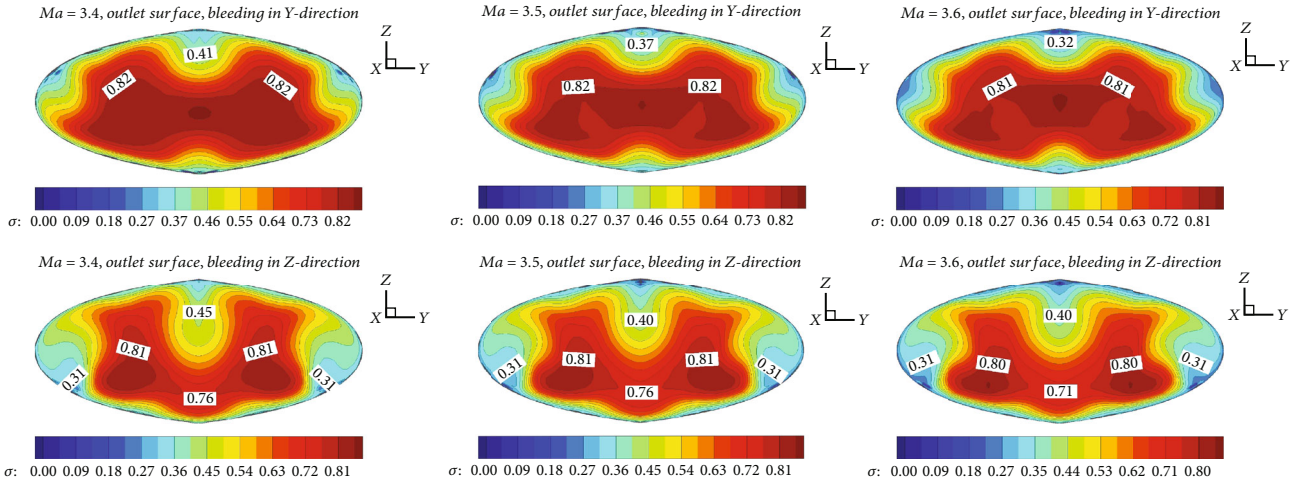 Ma = 3.4, outlet surface, bleeding in Y-direction
Z
X
Y
0.41
0.82
0.82
σ: 0.00 0.09 0.18 0.27 0.37 0.46 0.55 0.64 0.73 0.82
Ma = 3.5, outlet surface, bleeding in Y-direction
Z
X
Y
0.37
0.82
0.82
σ: 0.00 0.09 0.18 0.27 0.37 0.46 0.55 0.64 0.73 0.82
Ma = 3.6, outlet surface, bleeding in Y-direction
Z
X
Y
0.32
0.81
0.81
σ: 0.00 0.09 0.18 0.27 0.36 0.45 0.54 0.63 0.72 0.81
Ma = 3.4, outlet surface, bleeding in Z-direction
Z
X
Y
0.45
0.81
0.81
0.31
0.31
0.76
σ: 0.00 0.09 0.18 0.27 0.36 0.45 0.54 0.63 0.72 0.81
Ma = 3.5, outlet surface, bleeding in Z-direction
Z
X
Y
0.40
0.81
0.81
0.31
0.31
0.76
σ: 0.00 0.09 0.18 0.27 0.36 0.45 0.54 0.63 0.72 0.81
Ma = 3.6, outlet surface, bleeding in Z-direction
Z
X
Y
0.40
0.80
0.80
0.31
0.31
0.71
σ: 0.00 0.09 0.18 0.27 0.35 0.44 0.53 0.62 0.71 0.80